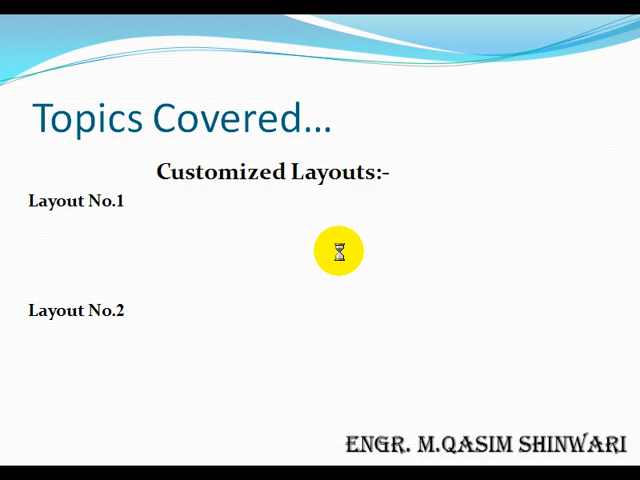 Topics Covered...
Customized Layouts:-
Layout No.1
Layout No.2
ENGR. M.QASIM SHINWARI